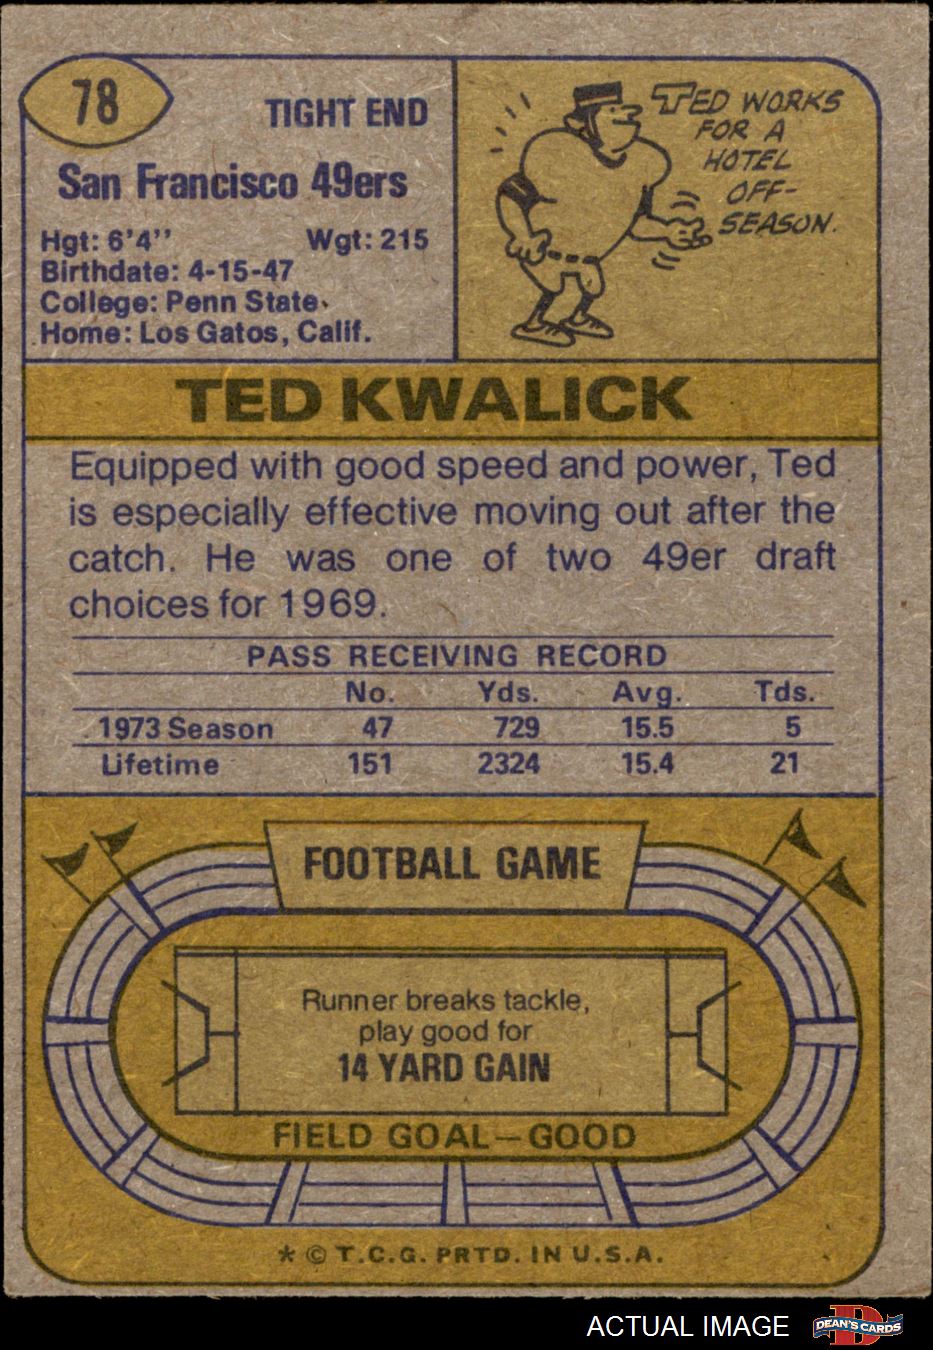 78
TIGHT END
San Francisco 49ers
Hgt: 6'4'' Wgt: 215
Birthdate: 4-15-47
College: Penn State
Home: Los Gatos, Calif.
TED WORKS
FOR A
HOTEL
OFF-
SEASON.
TED KWALICK
Equipped with good speed and power, Ted
is especially effective moving out after the
catch. He was one of two 49er draft
choices for 1969.
PASS RECEIVING RECORD
No. Yds. Avg. Tds.
1973 Season 47 729 15.5 5
Lifetime 151 2324 15.4 21
FOOTBALL GAME
Runner breaks tackle,
play good for
14 YARD GAIN
FIELD GOAL—GOOD
* © T.C.G. PRTD. IN U.S.A.
ACTUAL IMAGE
D
DEAN'S CARDS